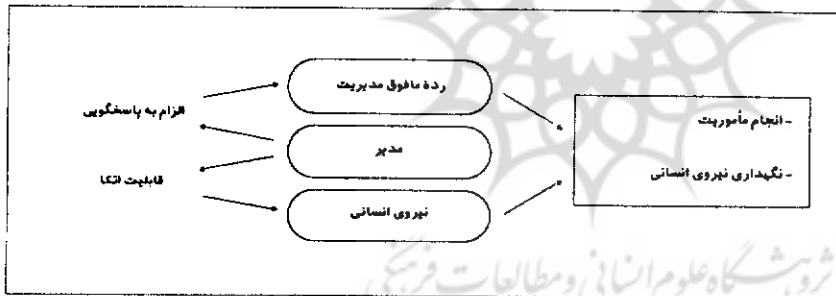 ردهٔ مافوق مدیریت
الزام به پاسخگویی
- انجام مأموریت
مدیر
قابلیت اتکا
- نگهداری نیروی انسانی
نیروی انسانی
پژوهشگاه علوم انسانی و مطالعات فرهنگی